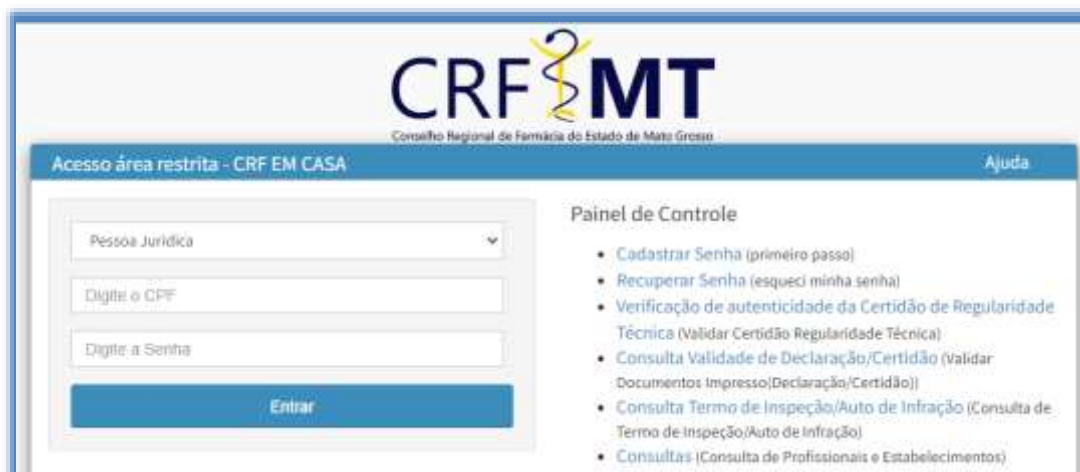 CRF MT
Conselho Regional de Farmácia do Estado de Mato Grosso
Acesso área restrita - CRF EM CASA
Ajuda
Pessoa Jurídica
Digite o CPF
Digite a Senha
Entrar
Painel de Controle
Cadastrar Senha (primeiro passo)
Recuperar Senha (esqueci minha senha)
Verificação de autenticidade da Certidão de Regularidade
Técnica (Validar Certidão Regularidade Técnica)
Consulta Validade de Declaração/Certidão (Validar
Documentos Impresso(Declaração/Certidão))
Consulta Termo de Inspeção/Auto de Infração (Consulta de
Termo de Inspeção/Auto de Infração)
Consultas (Consulta de Profissionais e Estabelecimentos)